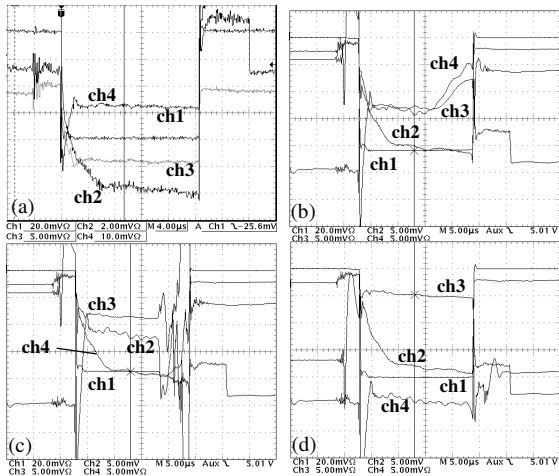 ch4
ch1
ch3
ch2
(a)
Ch1 20.0mVΩ Ch2 2.00mVΩ M 4.00µs A Ch1 -25.6mV
Ch3 5.00mVΩ Ch4 10.0mVΩ
ch4
ch3
ch2
ch1
(b)
Ch1 20.0mVΩ Ch2 5.00mVΩ M 5.00µs Aux 5.01 V
Ch3 5.00mVΩ Ch4 5.00mVΩ
ch3
ch2
ch4
ch1
(c)
Ch1 20.0mVΩ Ch2 5.00mV M 5.00µs Aux 5.01 V
Ch3 5.00mVΩ Ch4 5.00mVΩ
ch3
ch2
ch1
ch4
(d)
Ch1 20.0mVΩ Ch2 5.00mVΩ M 5.00µs Aux 5.01 V
Ch3 5.00mVΩ Ch4 5.00mVΩ